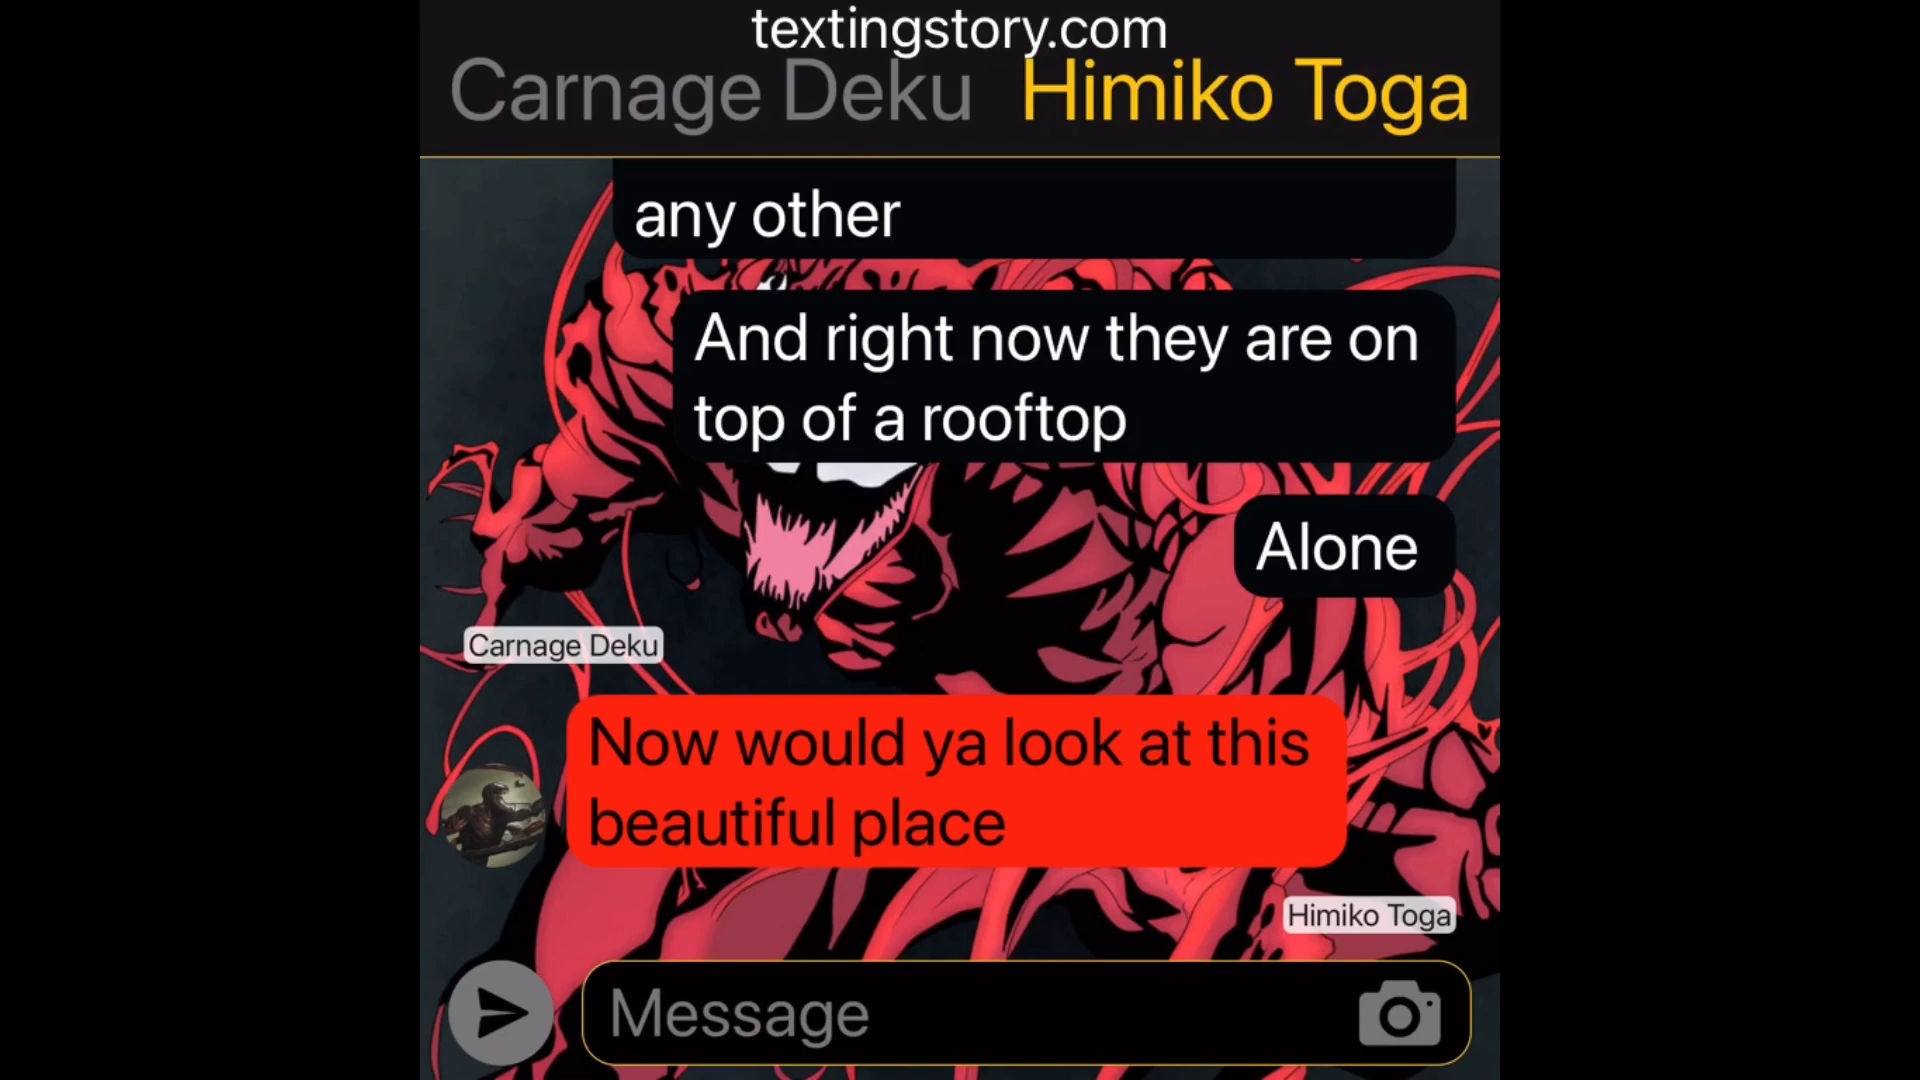 textingstory.com
Carnage Deku Himiko Toga
any other
And right now they are on
top of a rooftop
Alone
Carnage Deku
Now would ya look at this
beautiful place
Himiko Toga
Message